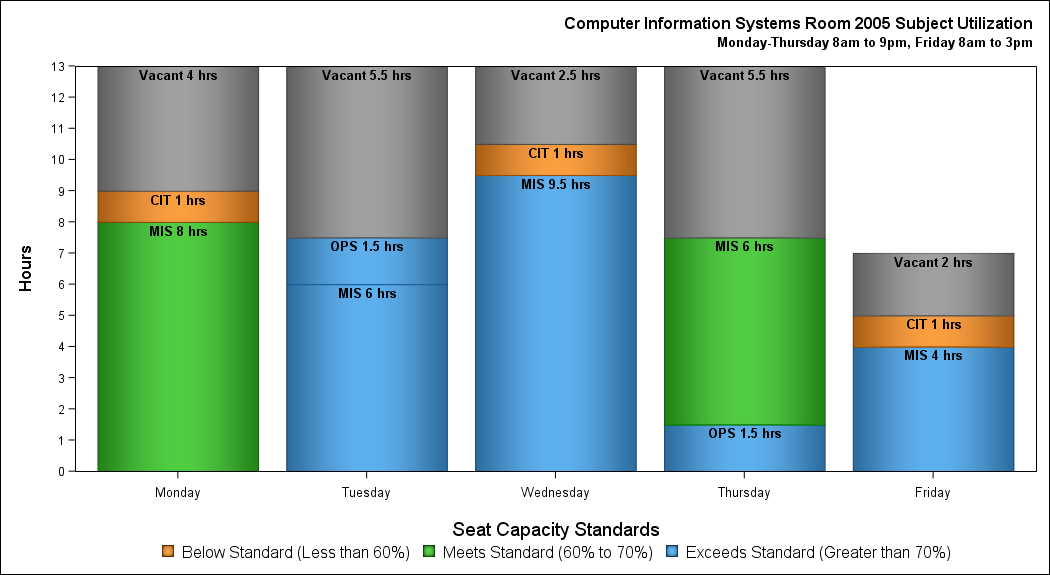 Computer Information Systems Room 2005 Subject Utilization
Monday-Thursday 8am to 9pm, Friday 8am to 3pm
Hours
13
12
11
10
9
8
7
6
5
4
3
2
1
0
Vacant 4 hrs
CIT 1 hrs
MIS 8 hrs
Vacant 5.5 hrs
OPS 1.5 hrs
MIS 6 hrs
Vacant 2.5 hrs
CIT 1 hrs
MIS 9.5 hrs
Vacant 5.5 hrs
MIS 6 hrs
OPS 1.5 hrs
Vacant 2 hrs
CIT 1 hrs
MIS 4 hrs
Monday Tuesday Wednesday Thursday Friday
Seat Capacity Standards
Below Standard (Less than 60%) Meets Standard (60% to 70%) Exceeds Standard (Greater than 70%)